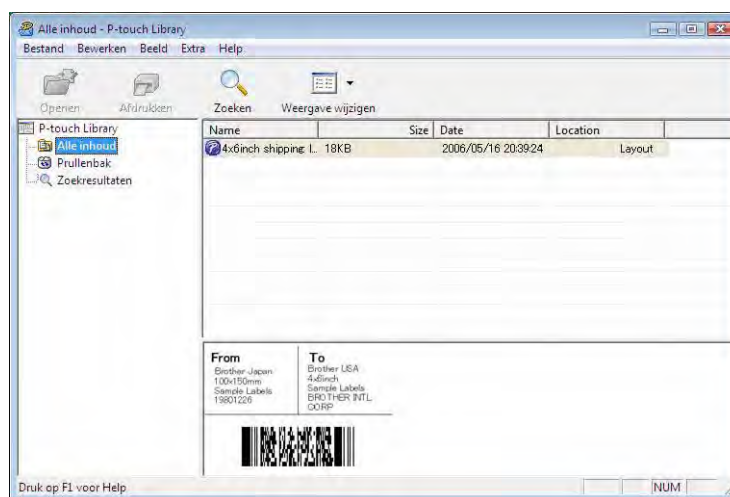 Alle inhoud - P-touch Library
Bestand Bewerken Beeld Extra Help
Openen Afdrukken Zoeken Weergave wijzigen
P-touch Library
Alle inhoud
Prullenbak
Zoekresultaten
Name Size Date Location
4x6inch shipping l... 18KB 2006/05/16 20:39:24 Layout
From
Brother Japan
100x150mm
Sample Labels
19801226
To
Brother USA
4x6inch
Sample Labels
BROTHER INTL
CORP
Druk op F1 voor Help
NUM